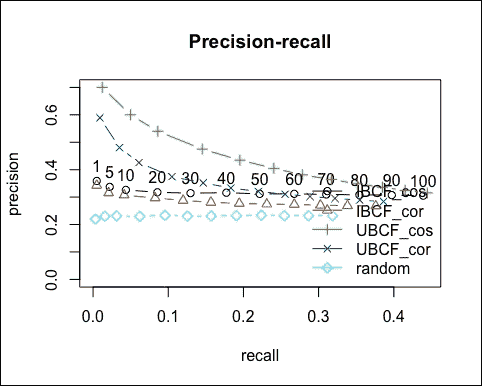 Precision-recall
precision
0.0 0.2 0.4 0.6
1 5 10 20 30 40 50 60 70 80 90 100
IBCF_cos
IBCF_cor
UBCF_cos
UBCF_cor
random
0.0 0.1 0.2 0.3 0.4
recall